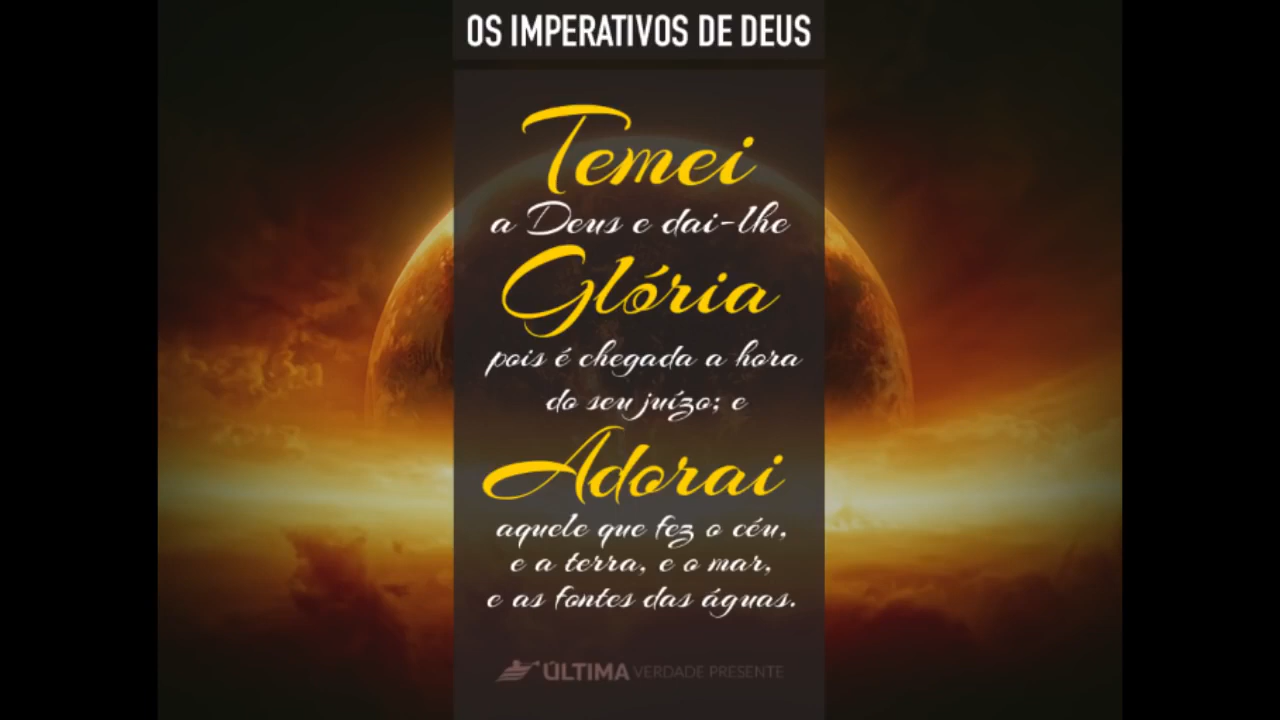 OS IMPERATIVOS DE DEUS
Temei
a Deus e dai-lhe
Glória
pois é chegada a hora
do seu juízo; e
Adorai
aquele que fez o céu,
e a terra, e o mar,
e as fontes das águas.
ÚLTIMA VERDADE PRESENTE